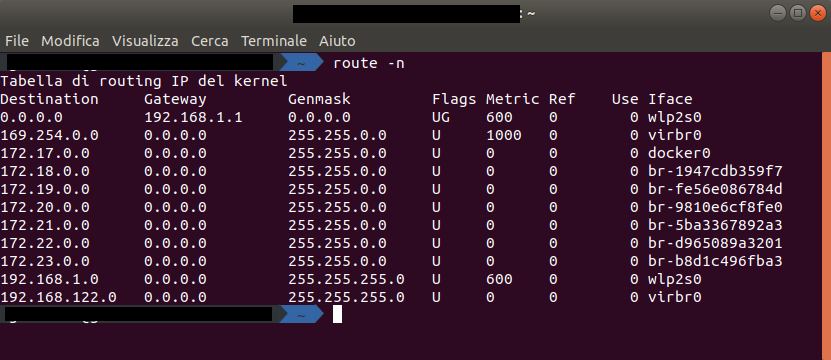 : ~
File Modifica Visualizza Cerca Terminale Aiuto
~ route -n
Tabella di routing IP del kernel
Destination Gateway Genmask Flags Metric Ref Use Iface
0.0.0.0 192.168.1.1 0.0.0.0 UG 600 0 0 wlp2s0
169.254.0.0 0.0.0.0 255.255.0.0 U 1000 0 0 virbr0
172.17.0.0 0.0.0.0 255.255.0.0 U 0 0 0 docker0
172.18.0.0 0.0.0.0 255.255.0.0 U 0 0 0 br-1947cdb359f7
172.19.0.0 0.0.0.0 255.255.0.0 U 0 0 0 br-fe56e086784d
172.20.0.0 0.0.0.0 255.255.0.0 U 0 0 0 br-9810e6cf8fe0
172.21.0.0 0.0.0.0 255.255.0.0 U 0 0 0 br-5ba3367892a3
172.22.0.0 0.0.0.0 255.255.0.0 U 0 0 0 br-d965089a3201
172.23.0.0 0.0.0.0 255.255.0.0 U 0 0 0 br-b8d1c496fba3
192.168.1.0 0.0.0.0 255.255.255.0 U 600 0 0 wlp2s0
192.168.122.0 0.0.0.0 255.255.255.0 U 0 0 0 virbr0
~